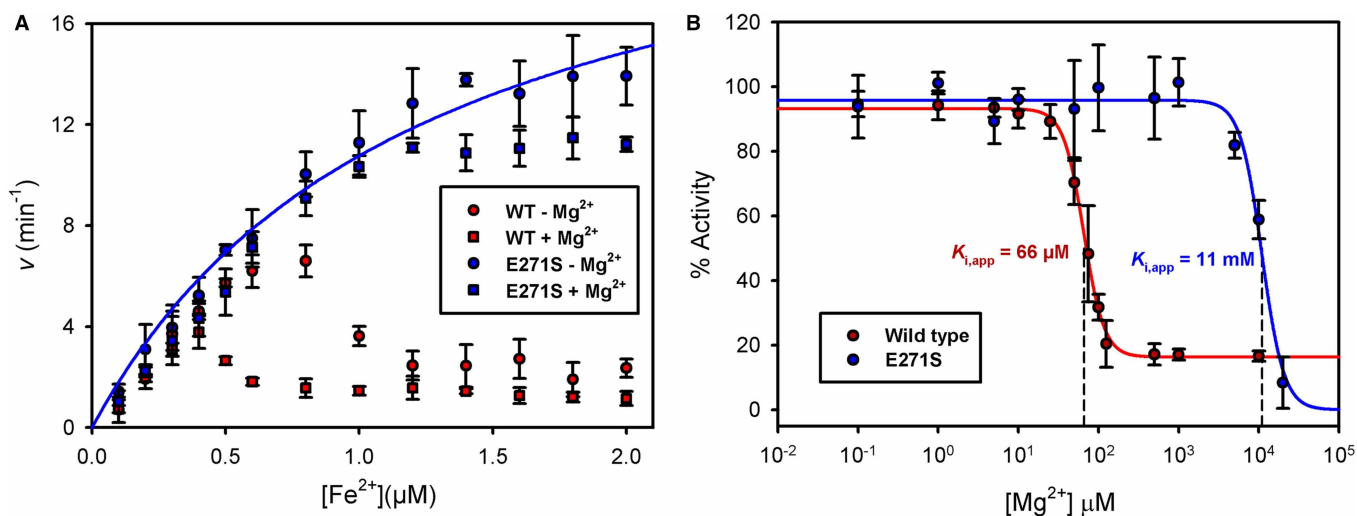 A
16
12
8
4
0
v (min⁻¹)
0.0 0.5 1.0 1.5 2.0
[Fe²⁺](μM)
WT - Mg²⁺
WT + Mg²⁺
E271S - Mg²⁺
E271S + Mg²⁺
B
120
100
80
60
40
20
0
% Activity
Kᵢ,ₐₚₚ = 66 μM
Kᵢ,ₐₚₚ = 11 mM
Wild type
E271S
10⁻² 10⁻¹ 10⁰ 10¹ 10² 10³ 10⁴ 10⁵
[Mg²⁺] μM